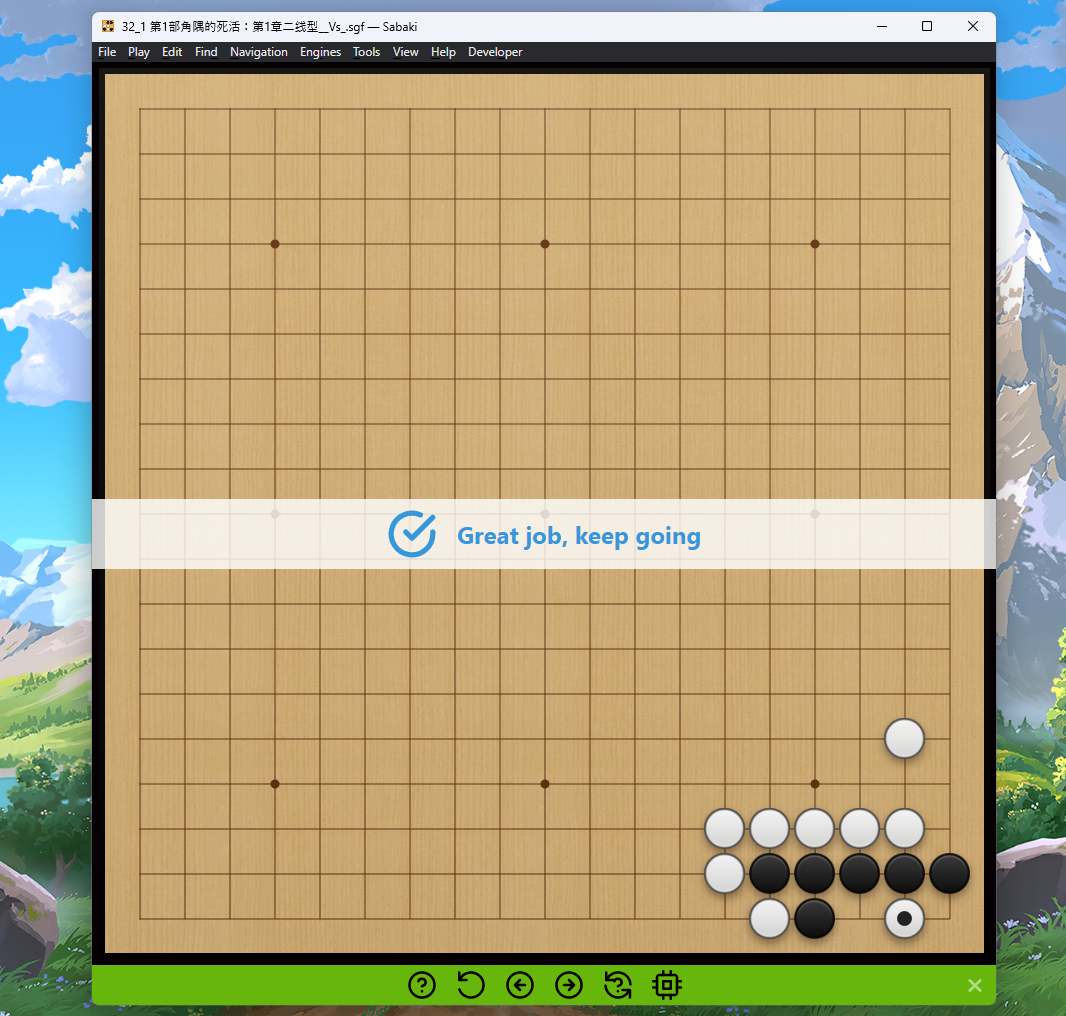 32_1 第1部角隅的死活：第1章二线型__Vs_.sgf — Sabaki
File Play Edit Find Navigation Engines Tools View Help Developer
Great job, keep going